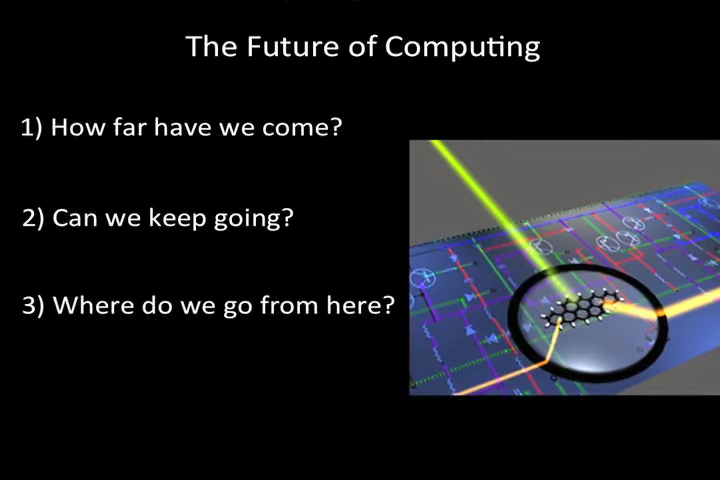 The Future of Computing
1) How far have we come?
2) Can we keep going?
3) Where do we go from here?